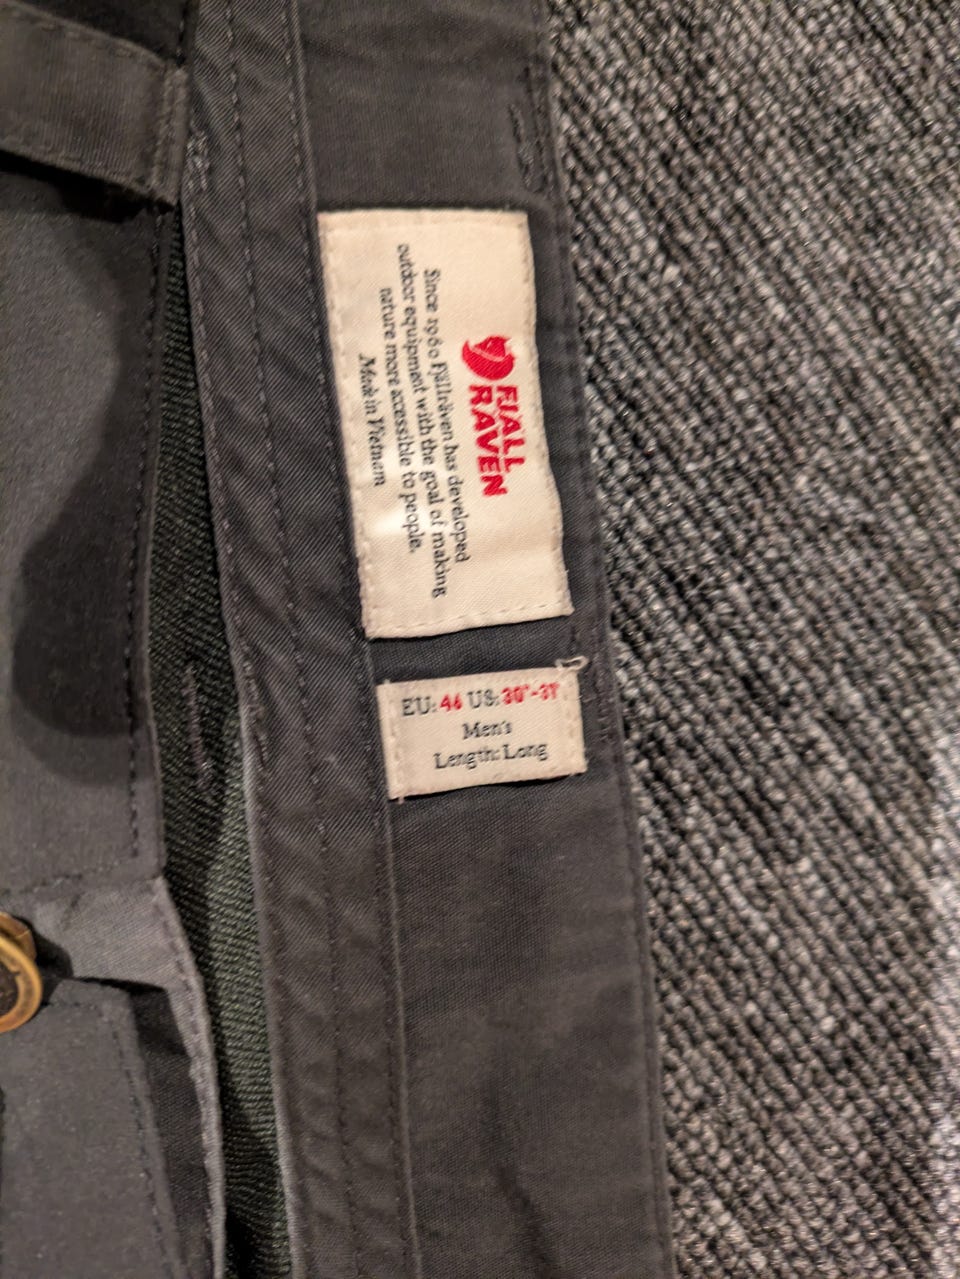 FJÄLL
RÄVEN
Since 1960 Fjällräven has developed
outdoor equipment with the goal of making
nature more accessible to people.
Made in Vietnam
EU: 46 US: 30"-31"
Men's
Length: Long